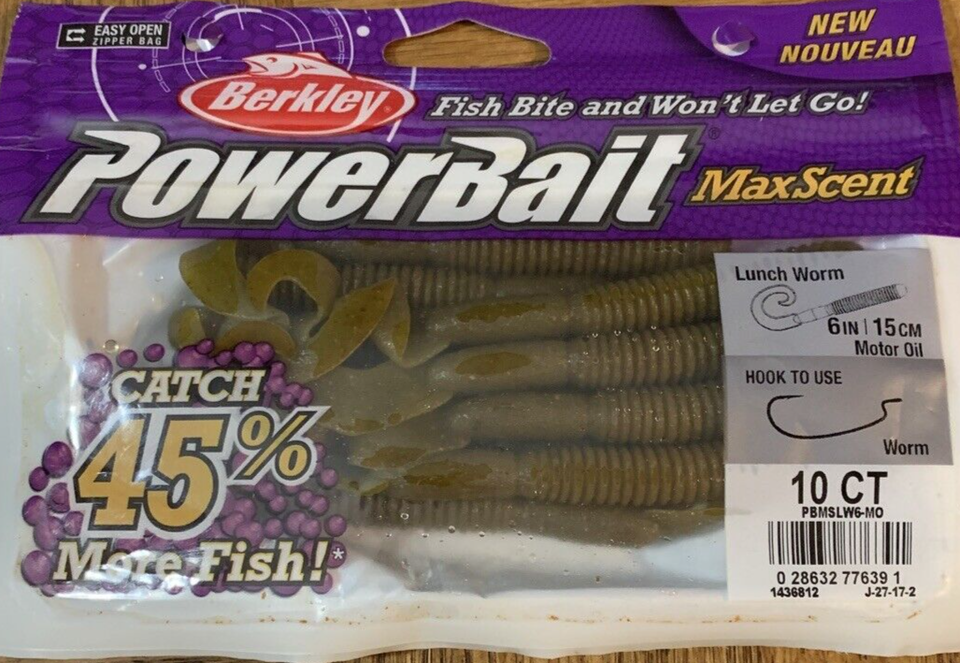 EASY OPEN
ZIPPER BAG
NEW
NOUVEAU
Berkley
Fish Bite and Won't Let Go!
PowerBait®
MaxScent
Lunch Worm
6IN | 15CM
Motor Oil
HOOK TO USE
Worm
CATCH
45%
More Fish!*
10 CT
PBMSLW6-MO
0 28632 77639 1
1436812 J-27-17-2